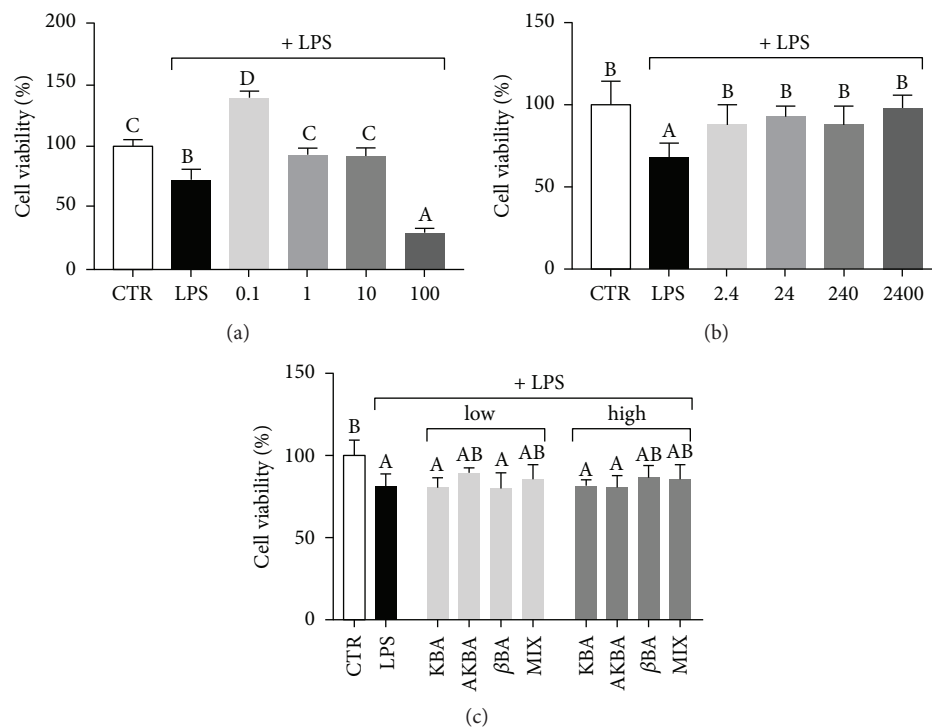 200
150
100
50
0
Cell viability (%)
+ LPS
C
B
D
C
C
A
CTR LPS 0.1 1 10 100
(a)
150
100
50
0
Cell viability (%)
+ LPS
B
A
B
B
B
B
CTR LPS 2.4 24 240 2400
(b)
150
100
50
0
Cell viability (%)
+ LPS
low high
B
A
A
AB
A
AB
A
A
AB
AB
CTR LPS KBA AKBA βBA MIX KBA AKBA βBA MIX
(c)